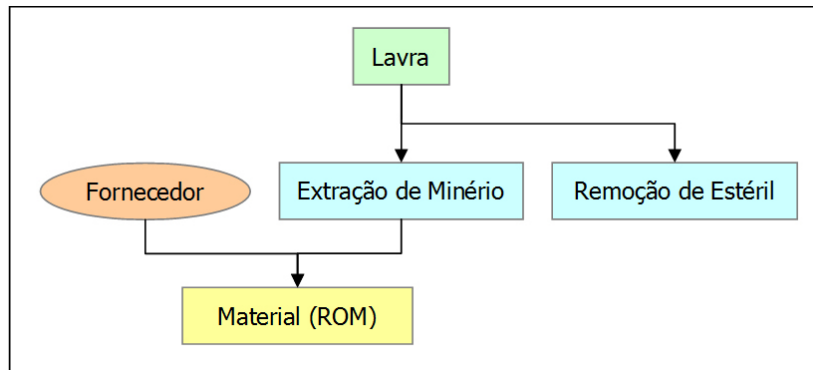 Lavra
Fornecedor
Extração de Minério
Remoção de Estéril
Material (ROM)